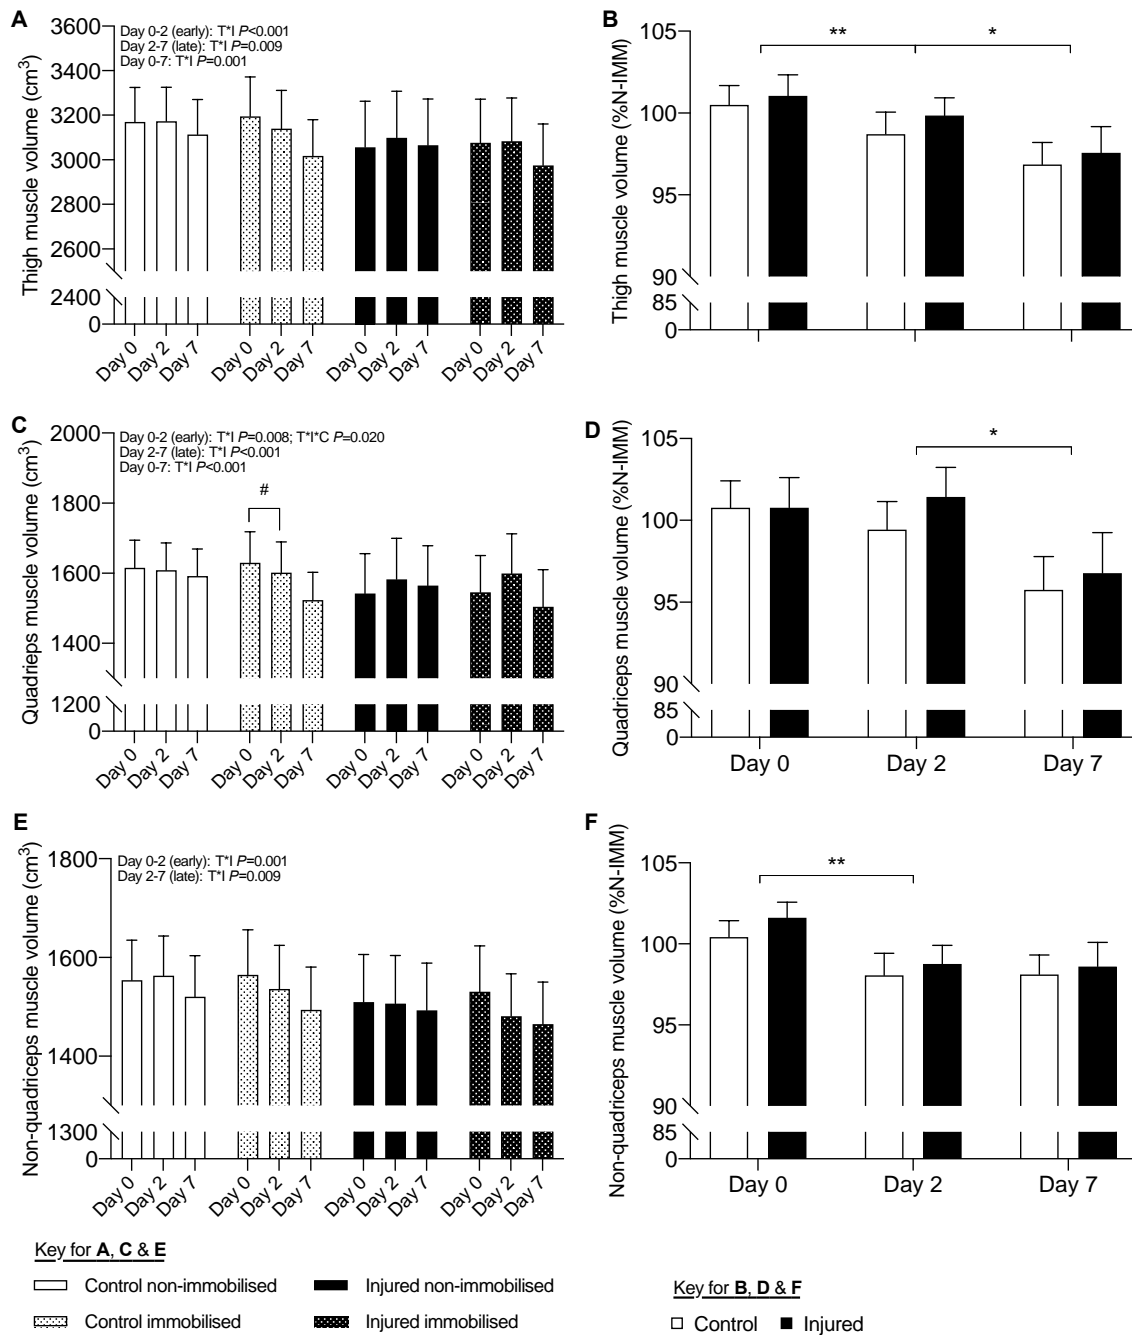 A
Thigh muscle volume (cm³)
3600
3400
3200
3000
2800
2600
2400
0
Day 0-2 (early): T*I P<0.001
Day 2-7 (late): T*I P=0.009
Day 0-7: T*I P=0.001
Day 0 Day 2 Day 7 Day 0 Day 2 Day 7 Day 0 Day 2 Day 7 Day 0 Day 2 Day 7
B
Thigh muscle volume (%N-IMM)
105
100
95
90
85
0
** *
C
Quadrieps muscle volume (cm³)
2000
1800
1600
1400
1200
0
Day 0-2 (early): T*I P=0.008; T*I*C P=0.020
Day 2-7 (late): T*I P<0.001
Day 0-7: T*I P<0.001
#
Day 0 Day 2 Day 7 Day 0 Day 2 Day 7 Day 0 Day 2 Day 7 Day 0 Day 2 Day 7
D
Quadriceps muscle volume (%N-IMM)
105
100
95
90
85
0
*
Day 0 Day 2 Day 7
E
Non-quadriceps muscle volume (cm³)
1800
1600
1400
1300
0
Day 0-2 (early): T*I P=0.001
Day 2-7 (late): T*I P=0.009
Day 0 Day 2 Day 7 Day 0 Day 2 Day 7 Day 0 Day 2 Day 7 Day 0 Day 2 Day 7
F
Non-quadriceps muscle volume (%N-IMM)
105
100
95
90
85
0
**
Day 0 Day 2 Day 7
Key for A, C & E
Control non-immobilised Injured non-immobilised
Control immobilised Injured immobilised
Key for B, D & F
Control Injured